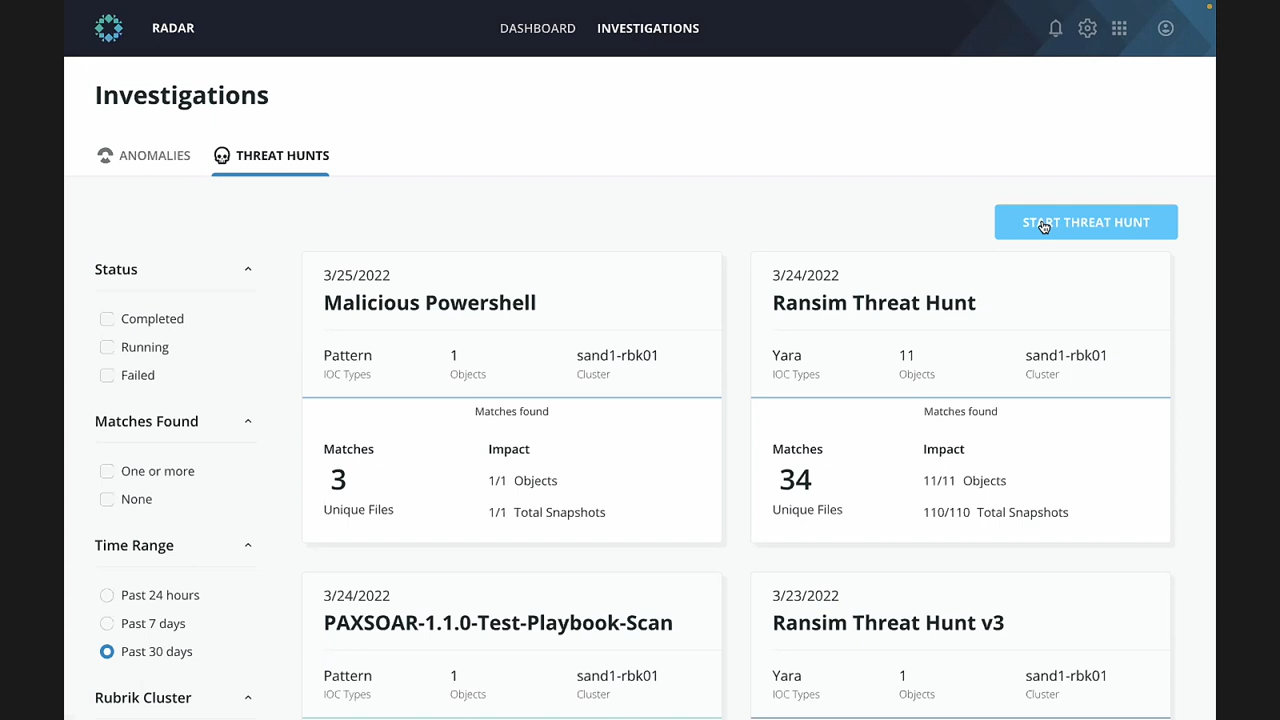 RADAR
DASHBOARD INVESTIGATIONS
Investigations
ANOMALIES THREAT HUNTS
START THREAT HUNT
Status
Completed
Running
Failed
Matches Found
One or more
None
Time Range
Past 24 hours
Past 7 days
Past 30 days
Rubrik Cluster
3/25/2022
Malicious Powershell
Pattern 1 sand1-rbk01
IOC Types Objects Cluster
Matches found
Matches Impact
3 1/1 Objects
Unique Files 1/1 Total Snapshots
3/24/2022
Ransim Threat Hunt
Yara 11 sand1-rbk01
IOC Types Objects Cluster
Matches found
Matches Impact
34 11/11 Objects
Unique Files 110/110 Total Snapshots
3/24/2022
PAXSOAR-1.1.0-Test-Playbook-Scan
Pattern 1 sand1-rbk01
IOC Types Objects Cluster
3/23/2022
Ransim Threat Hunt v3
Yara 1 sand1-rbk01
IOC Types Objects Cluster